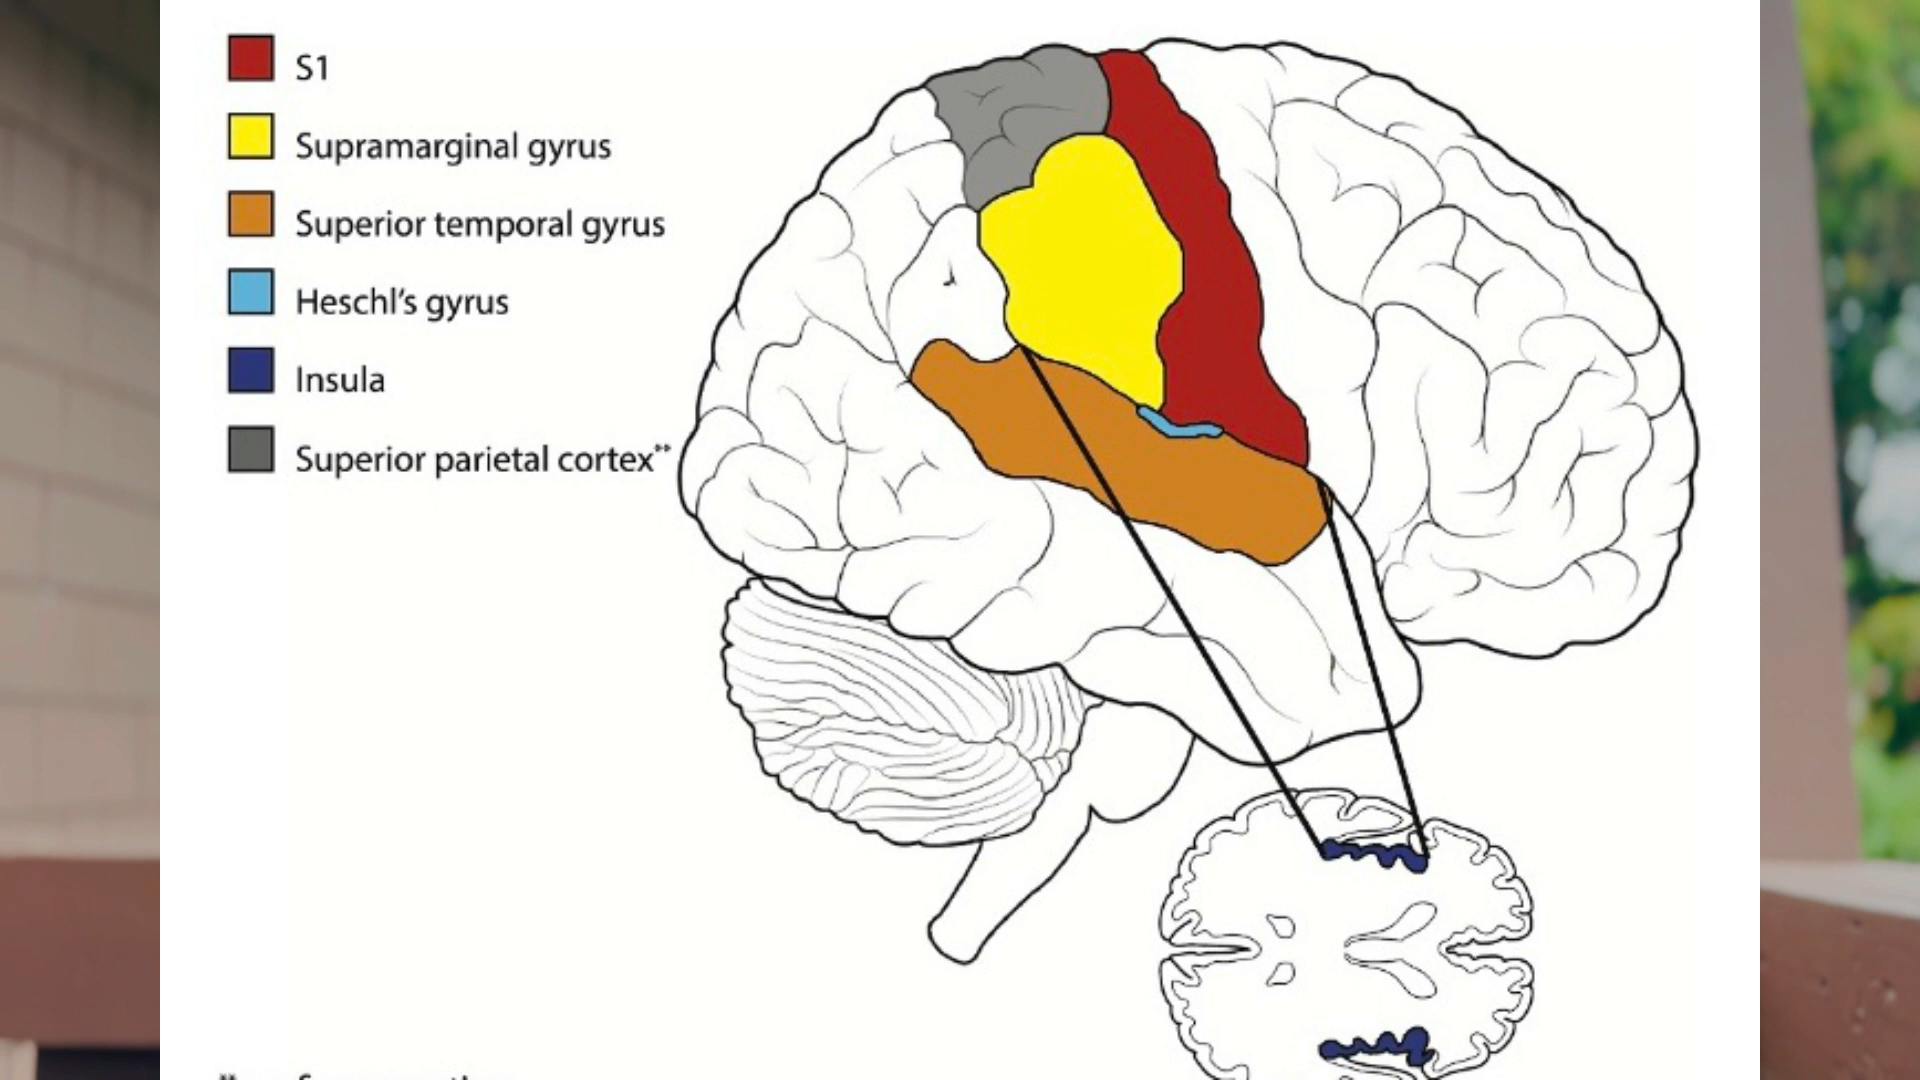 S1
Supramarginal gyrus
Superior temporal gyrus
Heschl's gyrus
Insula
Superior parietal cortex**